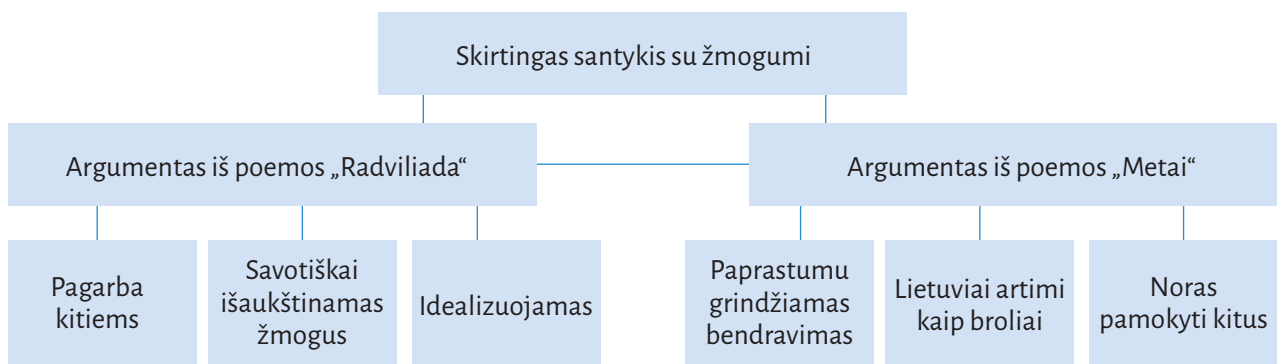 Skirtingas santykis su žmogumi
Argumentas iš poemos „Radviliada“
Argumentas iš poemos „Metai“
Pagarba
kitiems
Savotiškai
išaukštinamas
žmogus
Idealizuojamas
Paprastumu
grindžiamas
bendravimas
Lietuviai artimi
kaip broliai
Noras
pamokyti kitus